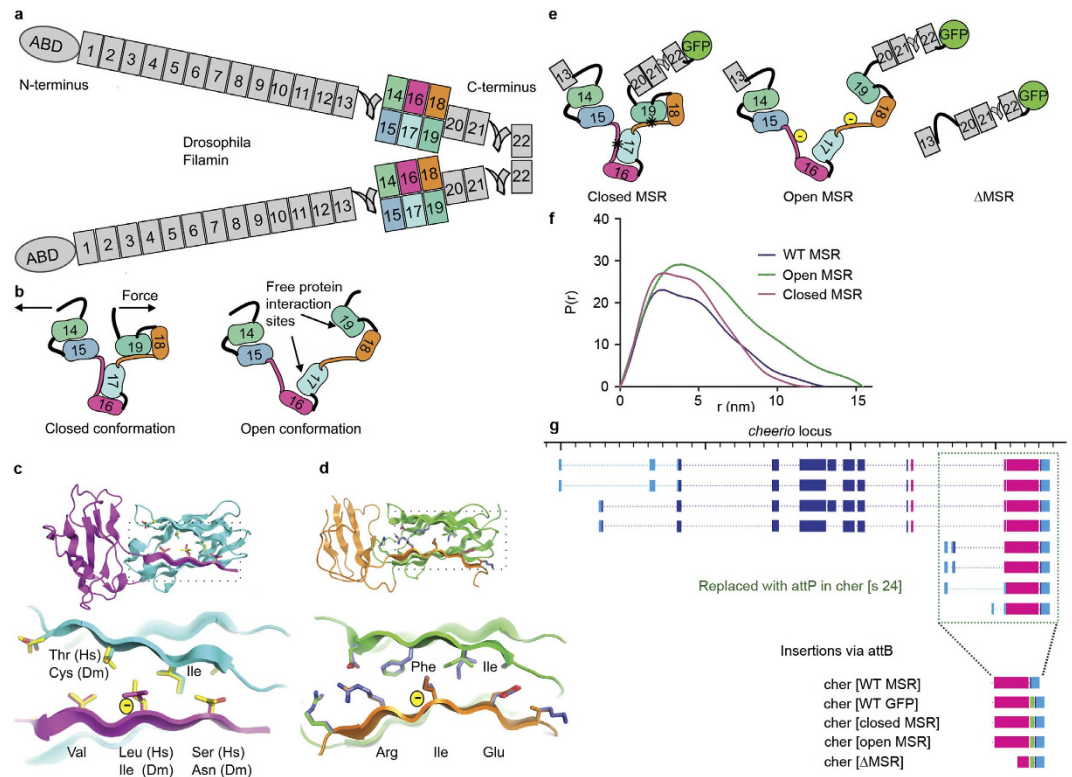 a
ABD
1 2 3 4 5 6 7 8 9 10 11 12 13
14 16 18
15 17 19
20 21
22
N-terminus
C-terminus
Drosophila
Filamin
14 16 18
15 17 19
20 21
22
ABD
1 2 3 4 5 6 7 8 9 10 11 12 13
b
Force
14
15
16
17
18
19
Closed conformation
Free protein
interaction
sites
14
15
16
17
18
19
Open conformation
c
Thr (Hs)
Cys (Dm)
Ile
−
Val
Leu (Hs)
Ile (Dm)
Ser (Hs)
Asn (Dm)
d
Phe
Ile
−
Arg
Ile
Glu
e
13
14
15
16
17
18
19
20 21 22
GFP
*
*
Closed MSR
13
14
15
16
17
18
19
20 21 22
GFP
−
−
Open MSR
13
20 21 22
GFP
ΔMSR
f
P(r)
40
30
20
10
0
0 5 10 15
r (nm)
WT MSR
Open MSR
Closed MSR
g
cheerio locus
Replaced with attP in cher [s 24]
Insertions via attB
cher [WT MSR]
cher [WT GFP]
cher [closed MSR]
cher [open MSR]
cher [ΔMSR]